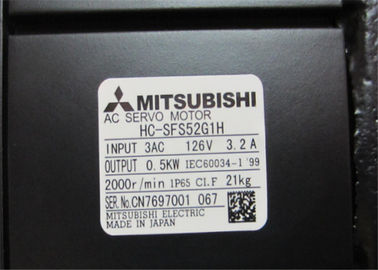 MITSUBISHI
AC SERVO MOTOR
HC-SFS52G1H
INPUT 3AC 126V 3.2A
OUTPUT 0.5KW IEC60034-1 '99
2000r/min IP65 Cl.F 21kg
SER.No.CN7697001 067
MITSUBISHI ELECTRIC
MADE IN JAPAN